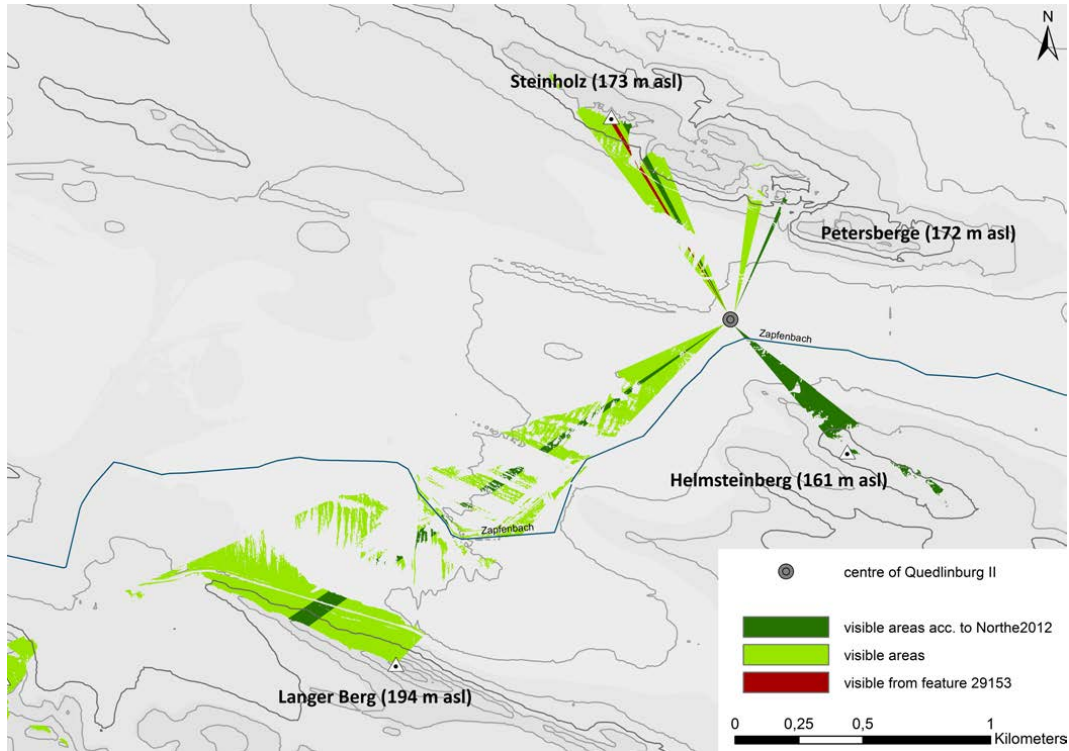 N
Steinholz (173 m asl)
Petersberge (172 m asl)
Zapfenbach
Helmsteinberg (161 m asl)
Zapfenbach
Langer Berg (194 m asl)
centre of Quedlinburg II
visible areas acc. to Northe2012
visible areas
visible from feature 29153
0 0,25 0,5 1
Kilometers